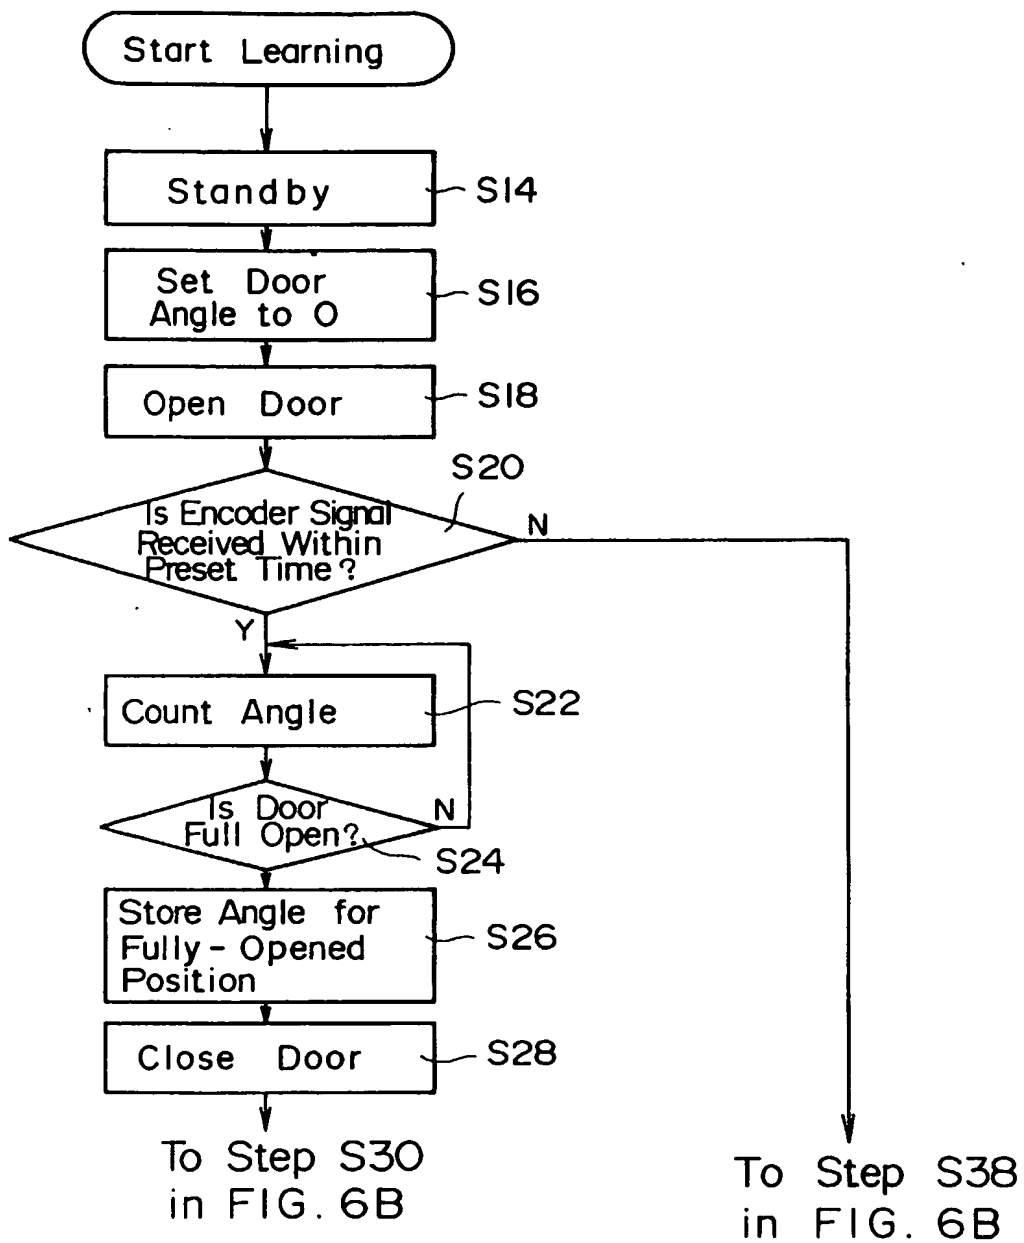 Start Learning
Standby
S14
Set Door
Angle to 0
S16
Open Door
S18
S20
Is Encoder Signal
Received Within
Preset Time?
N
Y
Count Angle
S22
Is Door
Full Open?
N
S24
Store Angle for
Fully-Opened
Position
S26
Close Door
S28
To Step S30
in FIG. 6B
To Step S38
in FIG. 6B